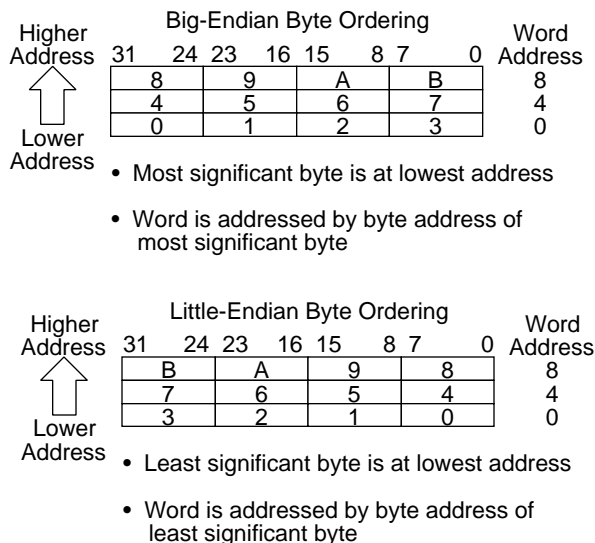 Big-Endian Byte Ordering
Higher Address
Word Address
31 24 23 16 15 8 7 0
8 9 A B 8
4 5 6 7 4
0 1 2 3 0
Lower Address
• Most significant byte is at lowest address
• Word is addressed by byte address of
most significant byte
Little-Endian Byte Ordering
Higher Address
Word Address
31 24 23 16 15 8 7 0
B A 9 8 8
7 6 5 4 4
3 2 1 0 0
Lower Address
• Least significant byte is at lowest address
• Word is addressed by byte address of
least significant byte